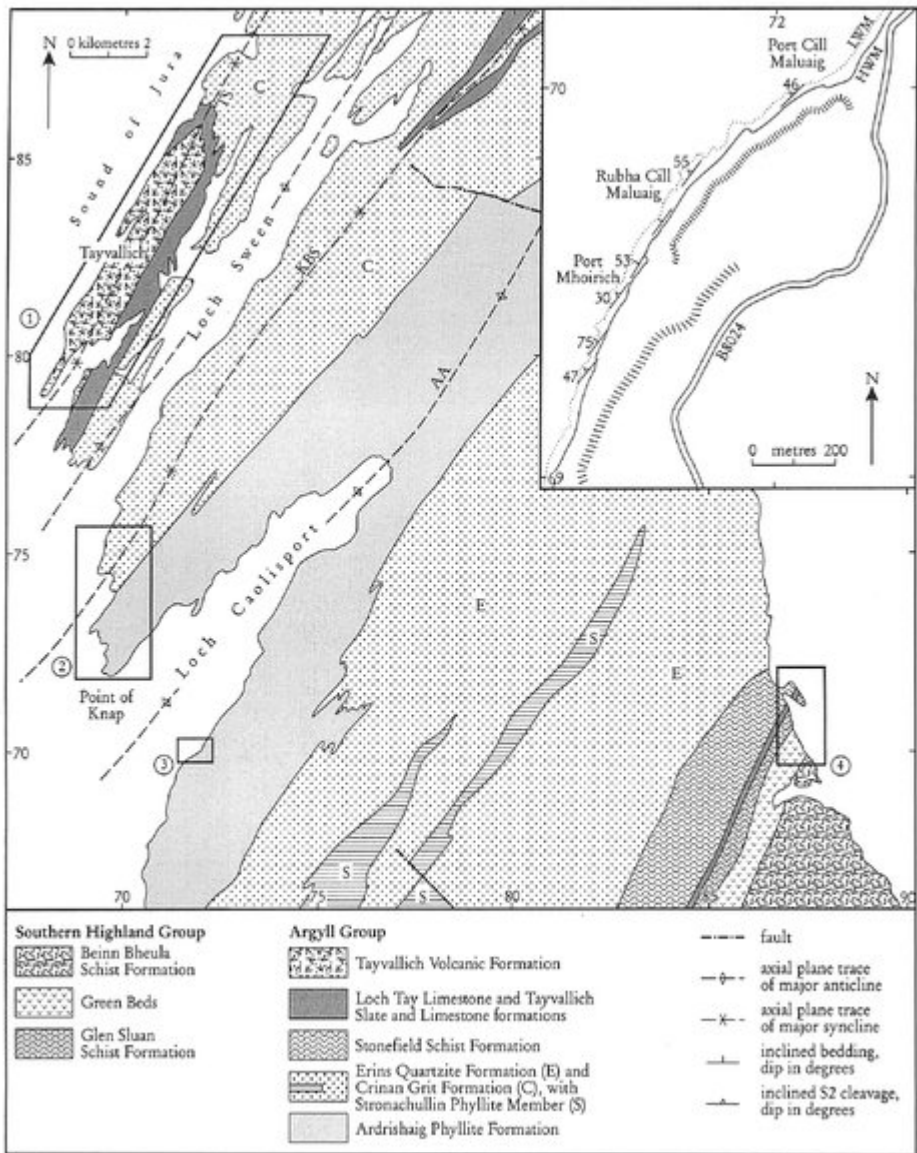 N
0 kilometres 2
Sound of Jura
TS
C
85
Tayvallich
Loch Sween
KBS
C
1
80
AA
75
Loch Caolisport
E
S
2
Point of
Knap
E
70
3
4
S
S
70
75
80
90
72
Port Cill
Maluaig
LWM
HWM
46
70
55
Rubha Cill
Maluaig
Port
Mhoirich
53
30
75
47
B8024
N
0 metres 200
69
Southern Highland Group
Beinn Bheula
Schist Formation
Green Beds
Glen Sluan
Schist Formation
Argyll Group
Tayvallich Volcanic Formation
Loch Tay Limestone and Tayvallich
Slate and Limestone formations
Stonefield Schist Formation
Erins Quartzite Formation (E) and
Crinan Grit Formation (C), with
Stronachullin Phyllite Member (S)
Ardrishaig Phyllite Formation
fault
axial plane trace
of major anticline
axial plane trace
of major syncline
inclined bedding,
dip in degrees
inclined S2 cleavage,
dip in degrees